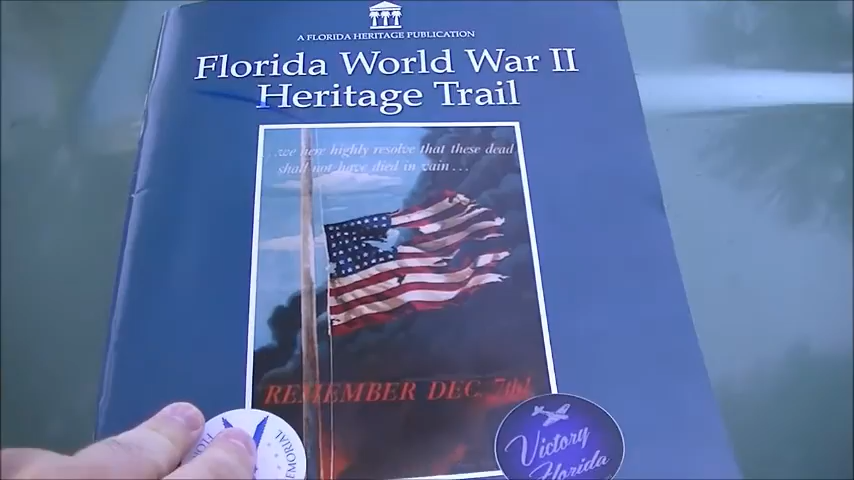 A FLORIDA HERITAGE PUBLICATION
Florida World War II
Heritage Trail
...we here highly resolve that these dead
shall not have died in vain...
REMEMBER DEC. 7th!
MEMORIAL
Victory
Florida